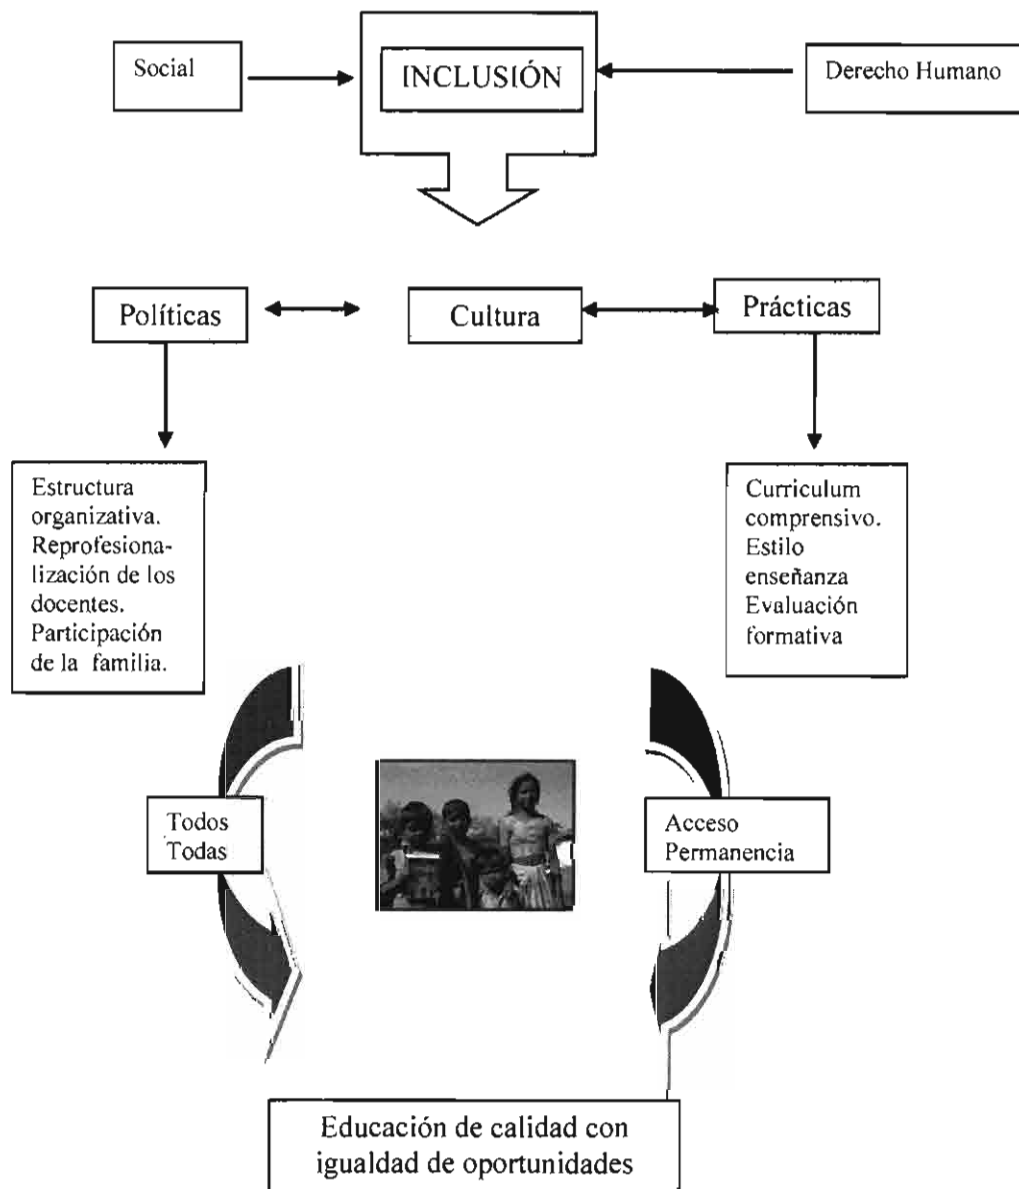 Social
INCLUSIÓN
Derecho Humano
Políticas
Cultura
Prácticas
Estructura
organizativa.
Reprofesiona-
lización de los
docentes.
Participación
de la familia.
Curriculum
comprensivo.
Estilo
enseñanza
Evaluación
formativa
Todos
Todas
Acceso
Permanencia
Educación de calidad con
igualdad de oportunidades